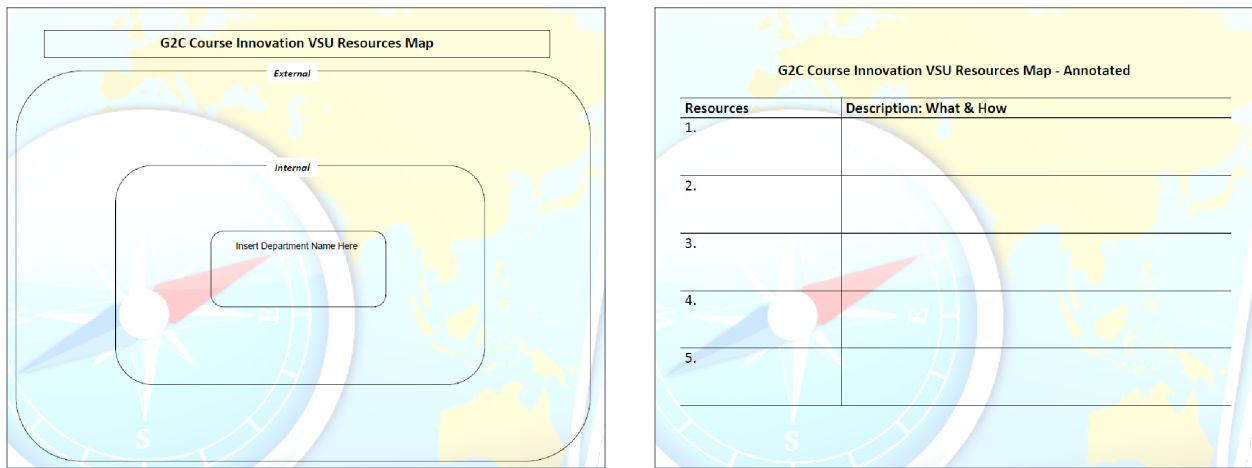 G2C Course Innovation VSU Resources Map
External
Internal
Insert Department Name Here
W
E
S
G2C Course Innovation VSU Resources Map - Annotated
Resources Description: What & How
1.
2.
3.
4.
5.
W
E
S